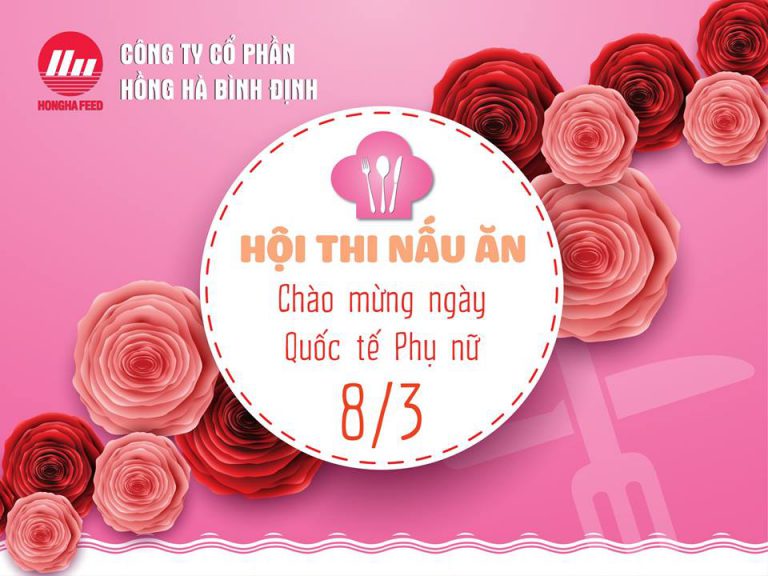 CÔNG TY CỔ PHẦN
HỒNG HÀ BÌNH ĐỊNH
HONGHA FEED
HỘI THI NẤU ĂN
Chào mừng ngày
Quốc tế Phụ nữ
8/3